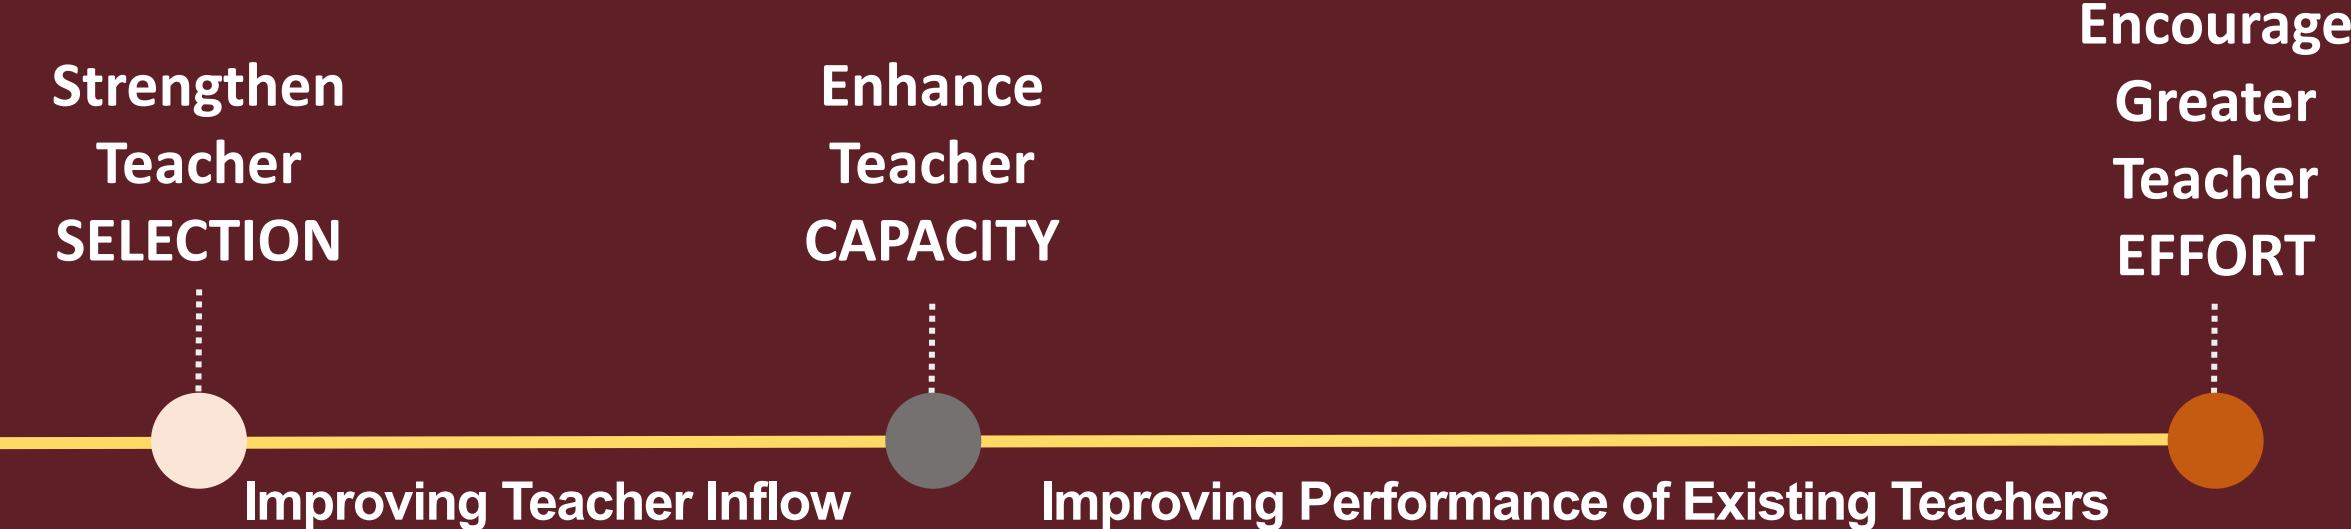 Strengthen
Teacher
SELECTION
Enhance
Teacher
CAPACITY
Encourage
Greater
Teacher
EFFORT
Improving Teacher Inflow
Improving Performance of Existing Teachers